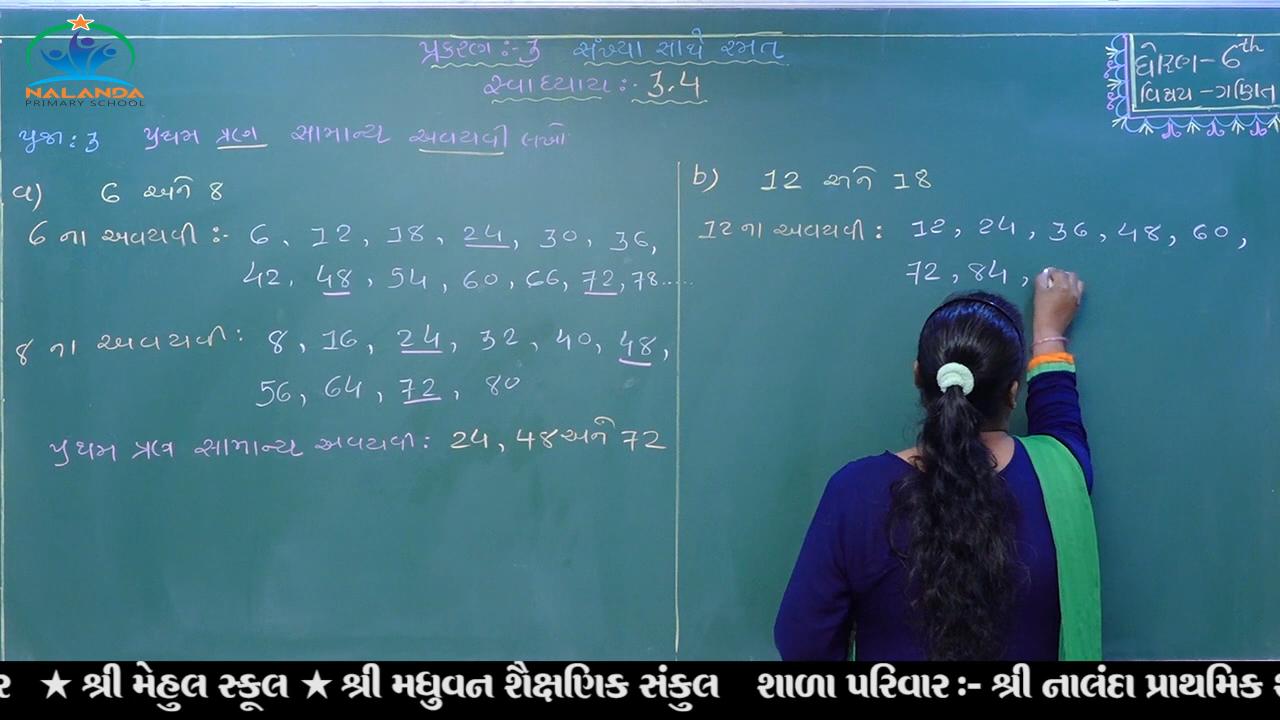 NALANDA
PRIMARY SCHOOL
પ્રકરણ :- 3 સંખ્યા સાથે રમત
સ્વાધ્યાય :- 3.4
ધોરણ - 6th
વિષય - ગણિત
પ્રશ્ન : 3 પ્રથમ ત્રણ સામાન્ય અવયવી લખો
a) 6 અને 8
6 ના અવયવી :- 6, 12, 18, 24, 30, 36,
42, 48, 54, 60, 66, 72, 78......
8 ના અવયવી : 8, 16, 24, 32, 40, 48,
56, 64, 72, 80
પ્રથમ ત્રણ સામાન્ય અવયવી : 24, 48 અને 72
b) 12 અને 18
12 ના અવયવી : 12, 24, 36, 48, 60,
72, 84,
★ શ્રી મેહુલ સ્કૂલ ★ શ્રી મધુવન શૈક્ષણિક સંકુલ શાળા પરિવાર :- શ્રી નાલંદા પ્રાથમિક